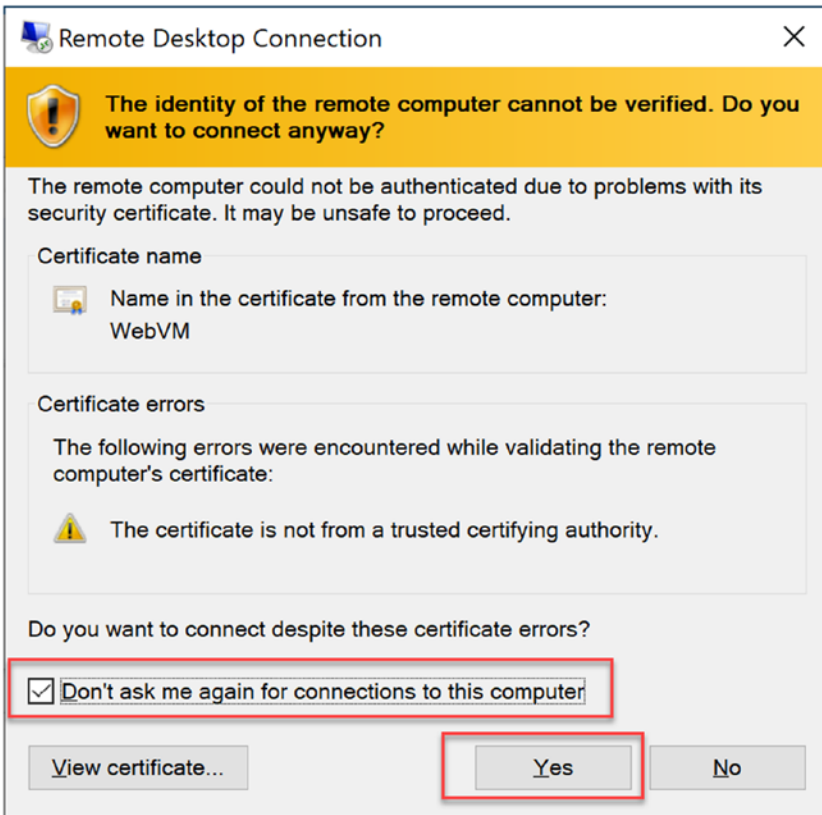 Remote Desktop Connection
The identity of the remote computer cannot be verified. Do you
want to connect anyway?
The remote computer could not be authenticated due to problems with its
security certificate. It may be unsafe to proceed.
Certificate name
Name in the certificate from the remote computer:
WebVM
Certificate errors
The following errors were encountered while validating the remote
computer's certificate:
The certificate is not from a trusted certifying authority.
Do you want to connect despite these certificate errors?
Don't ask me again for connections to this computer
View certificate... Yes No